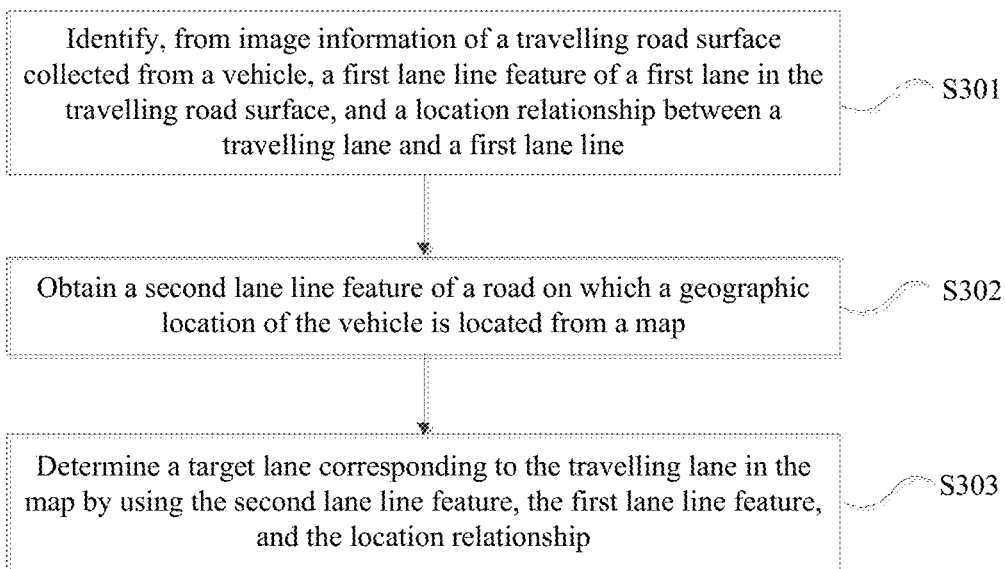 Identify, from image information of a travelling road surface
collected from a vehicle, a first lane line feature of a first lane in the
travelling road surface, and a location relationship between a
travelling lane and a first lane line
S301
Obtain a second lane line feature of a road on which a geographic
location of the vehicle is located from a map
S302
Determine a target lane corresponding to the travelling lane in the
map by using the second lane line feature, the first lane line feature,
and the location relationship
S303